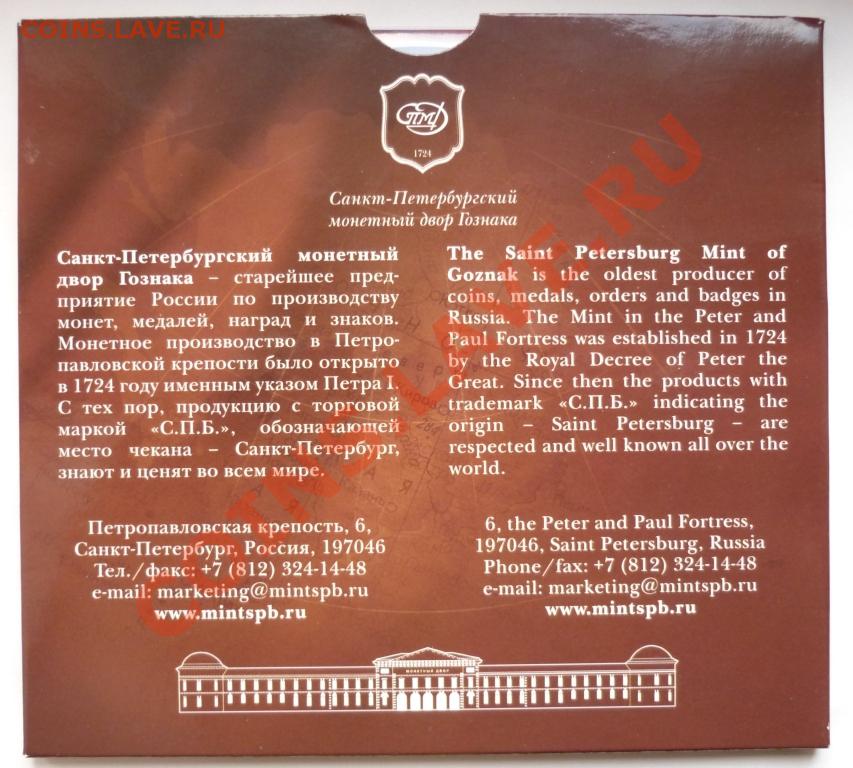 COINS.LAVE.RU
СПМД
1724
Санкт-Петербургский
монетный двор Гознака
Санкт-Петербургский монетный
двор Гознака – старейшее пред-
приятие России по производству
монет, медалей, наград и знаков.
Монетное производство в Петро-
павловской крепости было открыто
в 1724 году именным указом Петра I.
С тех пор, продукцию с торговой
маркой «С.П.Б.», обозначающей
место чекана – Санкт-Петербург,
знают и ценят во всем мире.
Петропавловская крепость, 6,
Санкт-Петербург, Россия, 197046
Тел./факс: +7 (812) 324-14-48
e-mail: marketing@mintspb.ru
www.mintspb.ru
The Saint Petersburg Mint of
Goznak is the oldest producer of
coins, medals, orders and badges in
Russia. The Mint in the Peter and
Paul Fortress was established in 1724
by the Royal Decree of Peter the
Great. Since then the products with
trademark «С.П.Б.» indicating the
origin – Saint Petersburg – are
respected and well known all over the
world.
6, the Peter and Paul Fortress,
197046, Saint Petersburg, Russia
Phone/fax: +7 (812) 324-14-48
e-mail: marketing@mintspb.ru
www.mintspb.ru
МОНЕТНЫЙ ДВОР
COINS.LAVE.RU